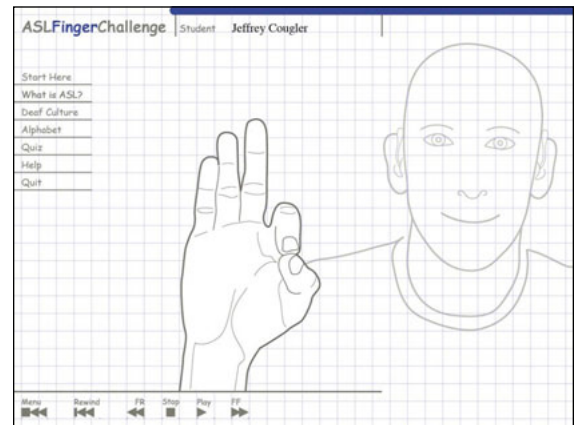 ASLFingerChallenge Student Jeffrey Cougler
Start Here
What is ASL?
Deaf Culture
Alphabet
Quiz
Help
Quit
Menu Rewind FR Stop Play FF